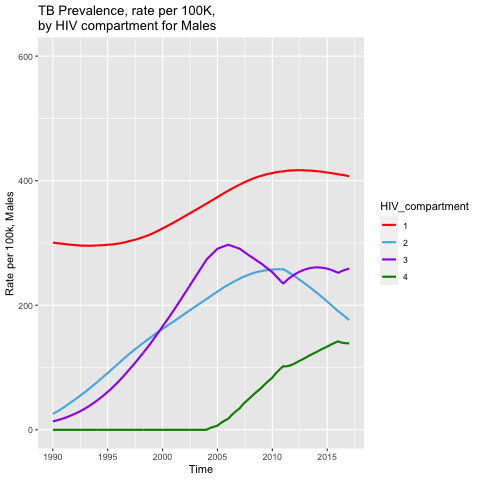 TB Prevalence, rate per 100K,
by HIV compartment for Males
600
400
200
0
Rate per 100k, Males
1990 1995 2000 2005 2010 2015
Time
HIV_compartment
1
2
3
4